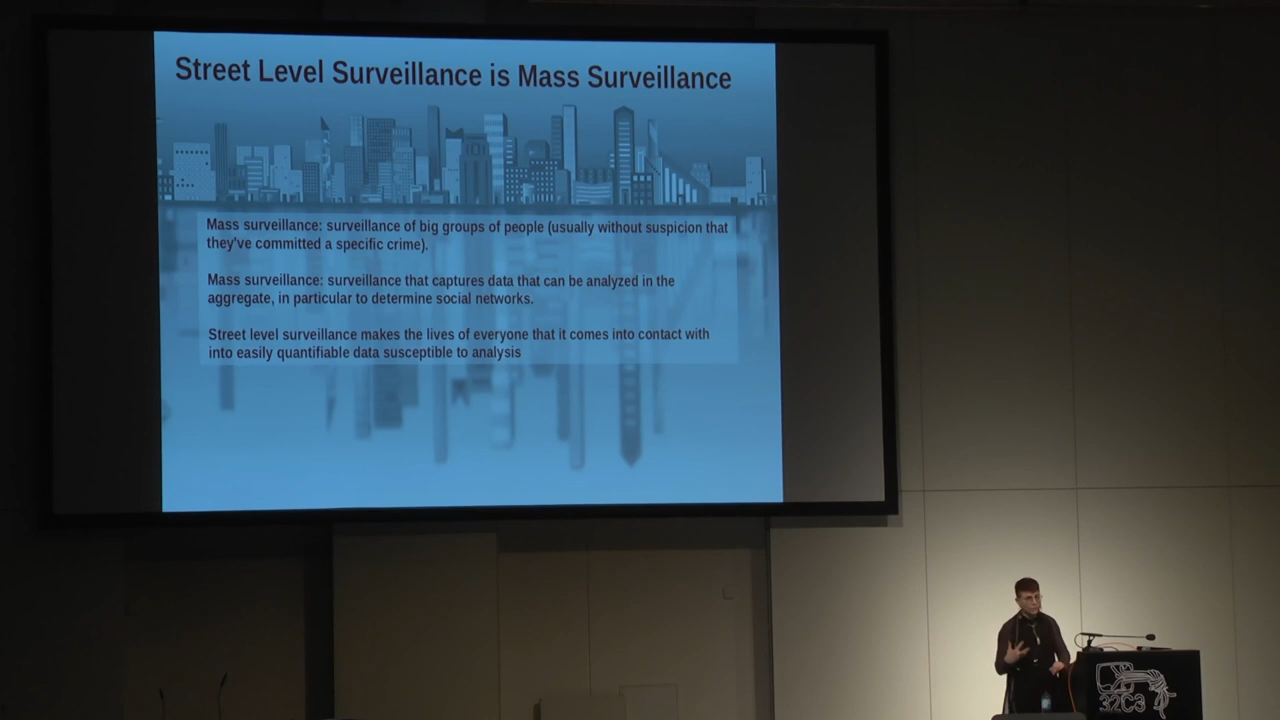 Street Level Surveillance is Mass Surveillance
Mass surveillance: surveillance of big groups of people (usually without suspicion that
they've committed a specific crime).
Mass surveillance: surveillance that captures data that can be analyzed in the
aggregate, in particular to determine social networks.
Street level surveillance makes the lives of everyone that it comes into contact with
into easily quantifiable data susceptible to analysis
32C3